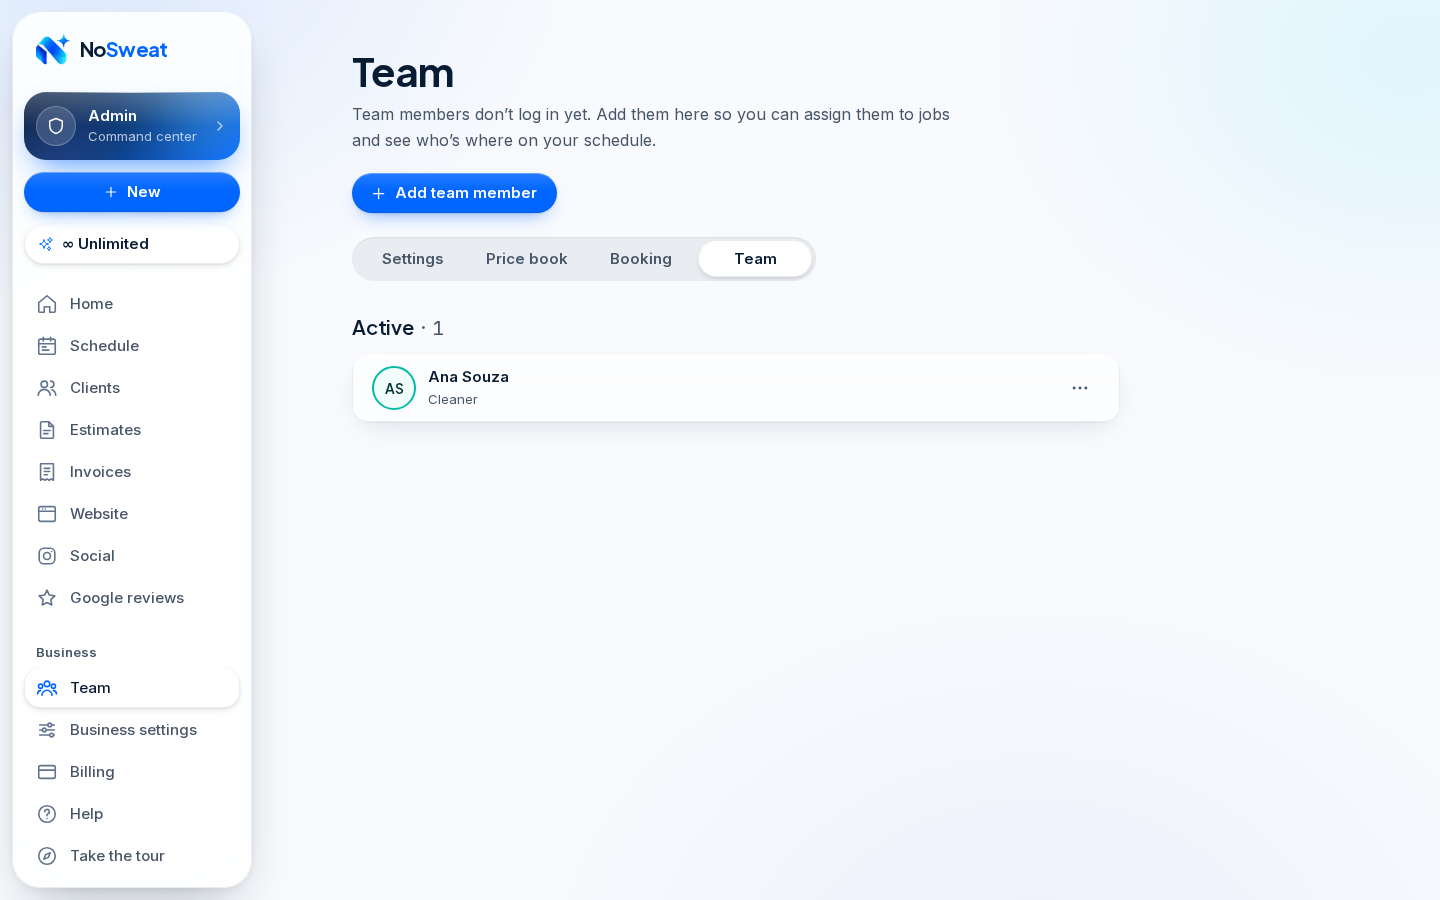 NoSweat
Admin
Command center
New
∞ Unlimited
Home
Schedule
Clients
Estimates
Invoices
Website
Social
Google reviews
Business
Team
Business settings
Billing
Help
Take the tour
Team
Team members don’t log in yet. Add them here so you can assign them to jobs
and see who’s where on your schedule.
Add team member
Settings
Price book
Booking
Team
Active · 1
AS
Ana Souza
Cleaner